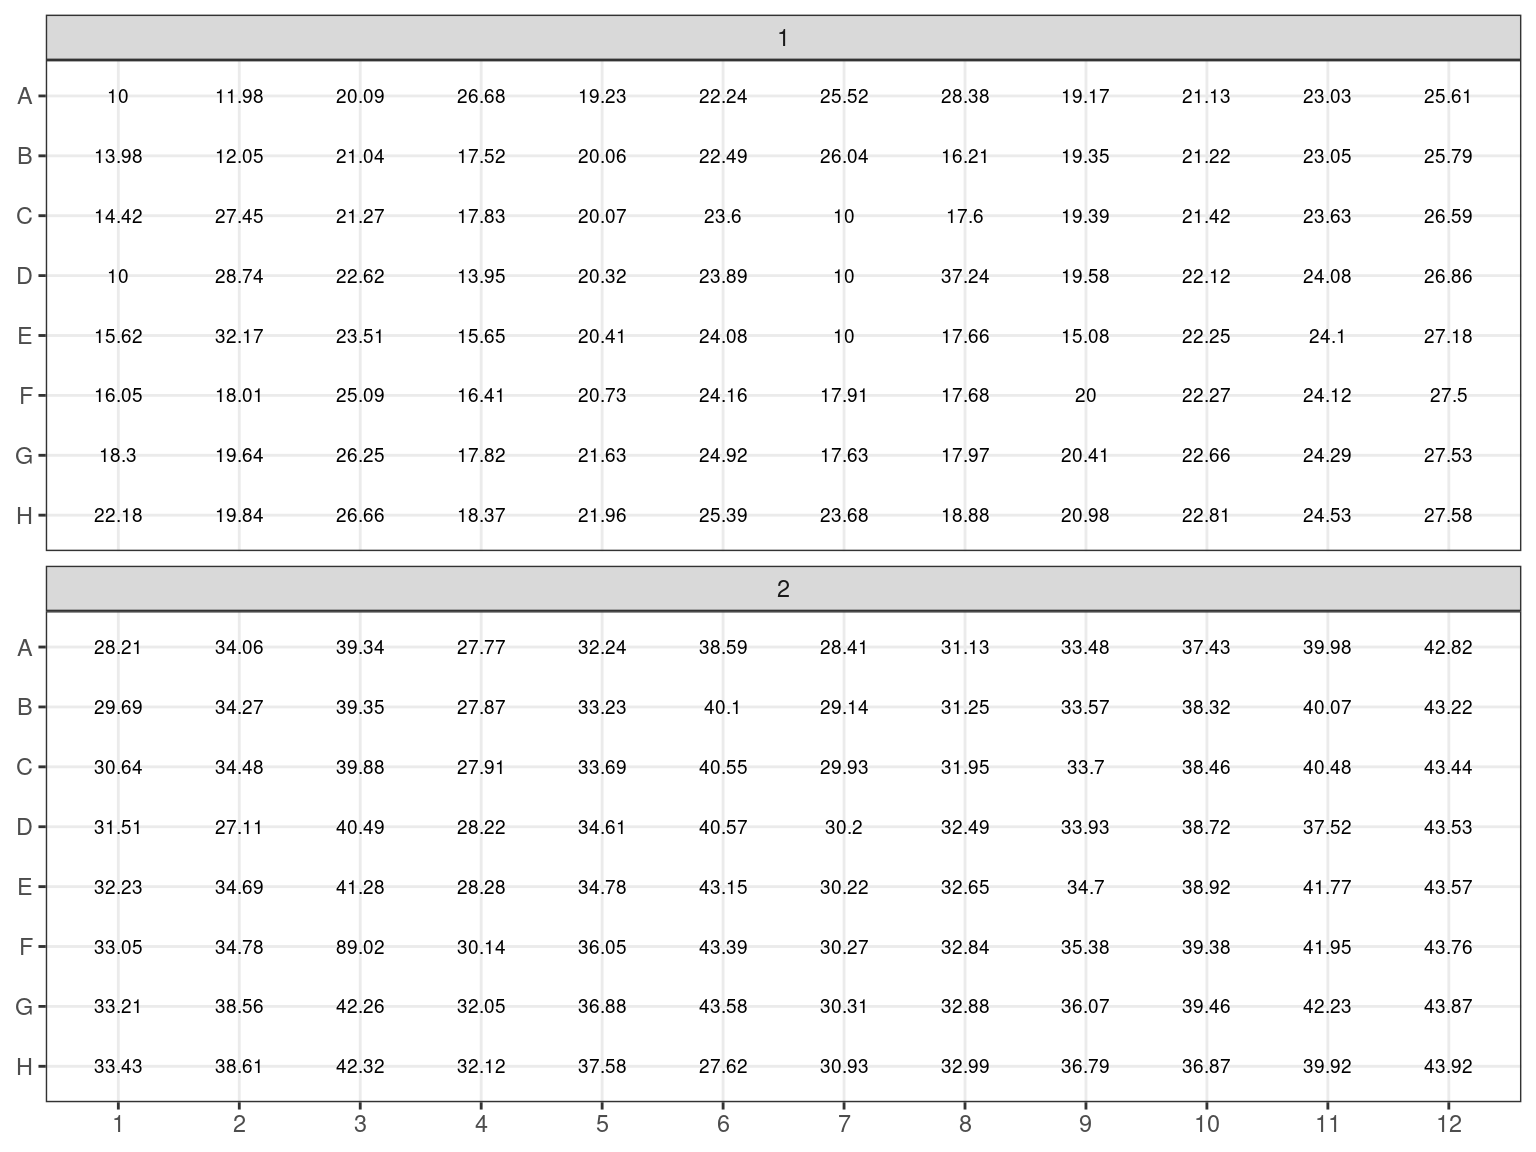 1
A 10 11.98 20.09 26.68 19.23 22.24 25.52 28.38 19.17 21.13 23.03 25.61
B 13.98 12.05 21.04 17.52 20.06 22.49 26.04 16.21 19.35 21.22 23.05 25.79
C 14.42 27.45 21.27 17.83 20.07 23.6 10 17.6 19.39 21.42 23.63 26.59
D 10 28.74 22.62 13.95 20.32 23.89 10 37.24 19.58 22.12 24.08 26.86
E 15.62 32.17 23.51 15.65 20.41 24.08 10 17.66 15.08 22.25 24.1 27.18
F 16.05 18.01 25.09 16.41 20.73 24.16 17.91 17.68 20 22.27 24.12 27.5
G 18.3 19.64 26.25 17.82 21.63 24.92 17.63 17.97 20.41 22.66 24.29 27.53
H 22.18 19.84 26.66 18.37 21.96 25.39 23.68 18.88 20.98 22.81 24.53 27.58
2
A 28.21 34.06 39.34 27.77 32.24 38.59 28.41 31.13 33.48 37.43 39.98 42.82
B 29.69 34.27 39.35 27.87 33.23 40.1 29.14 31.25 33.57 38.32 40.07 43.22
C 30.64 34.48 39.88 27.91 33.69 40.55 29.93 31.95 33.7 38.46 40.48 43.44
D 31.51 27.11 40.49 28.22 34.61 40.57 30.2 32.49 33.93 38.72 37.52 43.53
E 32.23 34.69 41.28 28.28 34.78 43.15 30.22 32.65 34.7 38.92 41.77 43.57
F 33.05 34.78 89.02 30.14 36.05 43.39 30.27 32.84 35.38 39.38 41.95 43.76
G 33.21 38.56 42.26 32.05 36.88 43.58 30.31 32.88 36.07 39.46 42.23 43.87
H 33.43 38.61 42.32 32.12 37.58 27.62 30.93 32.99 36.79 36.87 39.92 43.92
1 2 3 4 5 6 7 8 9 10 11 12